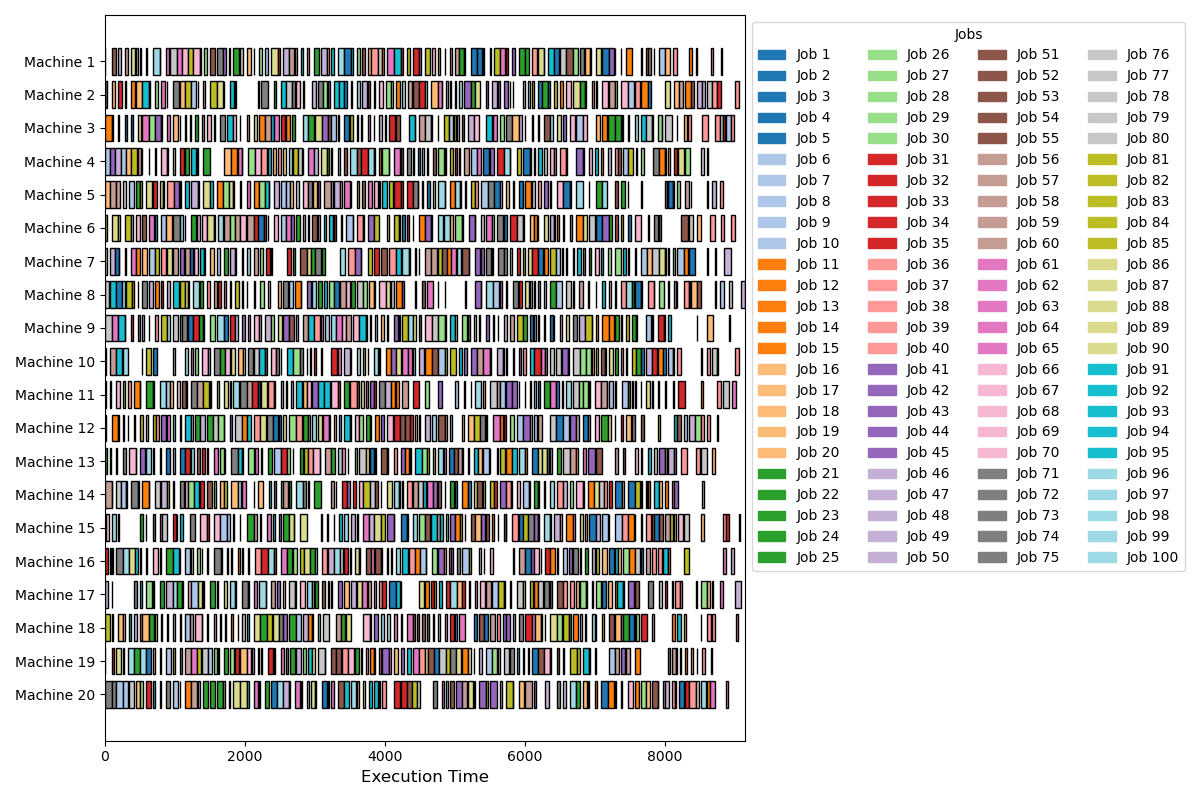 Machine 1
Machine 2
Machine 3
Machine 4
Machine 5
Machine 6
Machine 7
Machine 8
Machine 9
Machine 10
Machine 11
Machine 12
Machine 13
Machine 14
Machine 15
Machine 16
Machine 17
Machine 18
Machine 19
Machine 20
0 2000 4000 6000 8000
Execution Time
Jobs
Job 1 Job 26 Job 51 Job 76
Job 2 Job 27 Job 52 Job 77
Job 3 Job 28 Job 53 Job 78
Job 4 Job 29 Job 54 Job 79
Job 5 Job 30 Job 55 Job 80
Job 6 Job 31 Job 56 Job 81
Job 7 Job 32 Job 57 Job 82
Job 8 Job 33 Job 58 Job 83
Job 9 Job 34 Job 59 Job 84
Job 10 Job 35 Job 60 Job 85
Job 11 Job 36 Job 61 Job 86
Job 12 Job 37 Job 62 Job 87
Job 13 Job 38 Job 63 Job 88
Job 14 Job 39 Job 64 Job 89
Job 15 Job 40 Job 65 Job 90
Job 16 Job 41 Job 66 Job 91
Job 17 Job 42 Job 67 Job 92
Job 18 Job 43 Job 68 Job 93
Job 19 Job 44 Job 69 Job 94
Job 20 Job 45 Job 70 Job 95
Job 21 Job 46 Job 71 Job 96
Job 22 Job 47 Job 72 Job 97
Job 23 Job 48 Job 73 Job 98
Job 24 Job 49 Job 74 Job 99
Job 25 Job 50 Job 75 Job 100